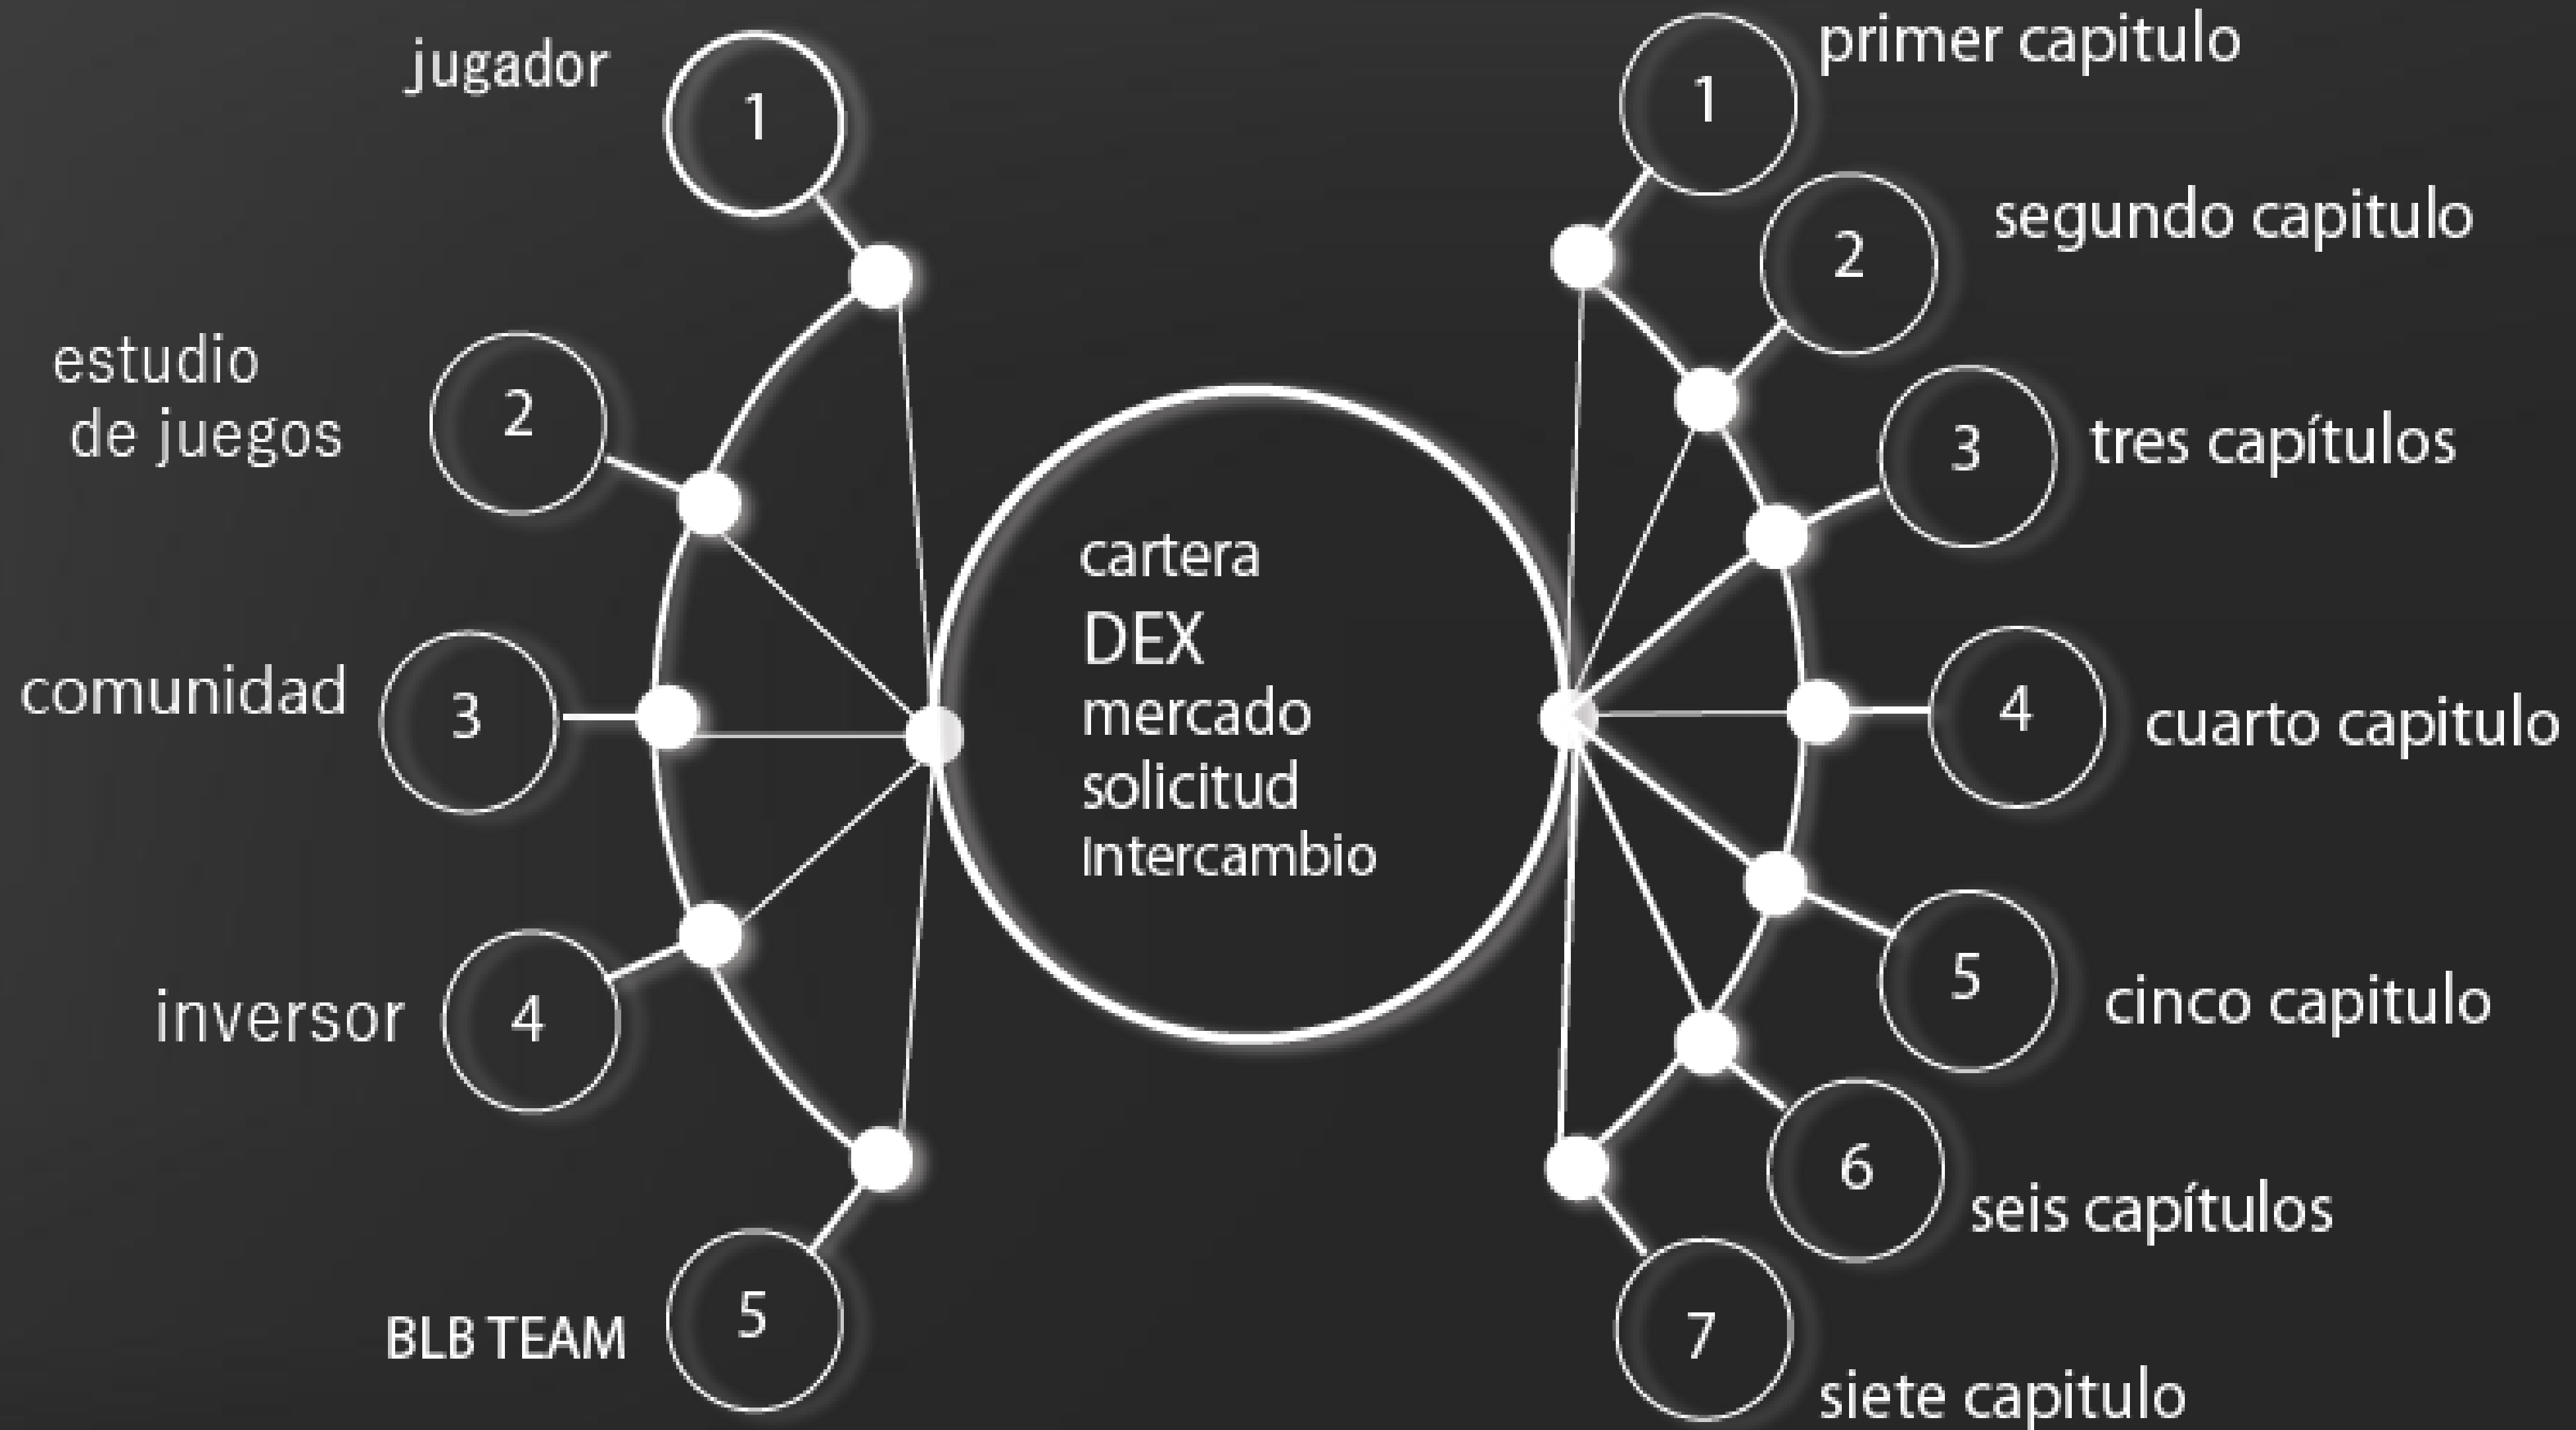 jugador
1
estudio
de juegos
2
comunidad
3
inversor
4
BLB TEAM
5
cartera
DEX
mercado
solicitud
Intercambio
1
primer capitulo
2
segundo capitulo
3
tres capítulos
4
cuarto capitulo
5
cinco capitulo
6
seis capítulos
7
siete capitulo